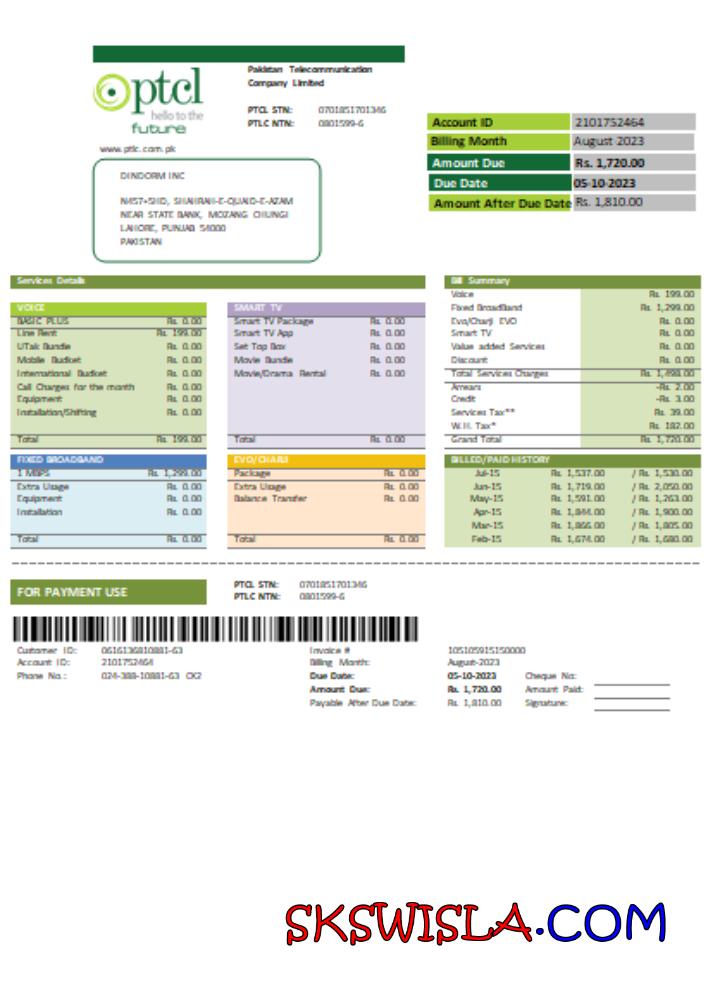 ptcl
hello to the
future
www.ptlc.com.pk
Pakistan Telecommunication
Company Limited
PTCL STN: 0701851701346
PTLC NTN: 0801599-6
Account ID 2101752464
Billing Month August-2023
Amount Due Rs. 1,720.00
Due Date 05-10-2023
Amount After Due Date Rs. 1,810.00
DINDORM INC
SHAHRAH-E-QUAID-E-AZAM
NEAR STATE BANK, MOZANG CHUNGI
LAHORE, PUNJAB 54000
PAKISTAN
Services Details
VOICE
BASIC PLUS Rs. 0.00
Line Rent Rs. 199.00
UTak Bundle Rs. 0.00
Mobile Bucket Rs. 0.00
International Bucket Rs. 0.00
Call Charges for the month Rs. 0.00
Equipment Rs. 0.00
Installation/Shifting Rs. 0.00
Total Rs. 199.00
SMART TV
Smart TV Package Rs. 0.00
Smart TV App Rs. 0.00
Set Top Box Rs. 0.00
Movie Bundle Rs. 0.00
Movie/Drama Rental Rs. 0.00
Total Rs. 0.00
Bill Summary
Voice Rs. 199.00
Fixed BroadBand Rs. 1,299.00
Evo/Charji EVO Rs. 0.00
Smart TV Rs. 0.00
Value added Services Rs. 0.00
Discount Rs. 0.00
Total Services Charges Rs. 1,498.00
Arrears -Rs. 2.00
Credit -Rs. 3.00
Services Tax** Rs. 39.00
W.H. Tax* Rs. 182.00
Grand Total Rs. 1,720.00
FIXED BROADBAND
1 MBPS Rs. 1,299.00
Extra Usage Rs. 0.00
Equipment Rs. 0.00
Installation Rs. 0.00
Total Rs. 0.00
EVO/CHARJI
Package Rs. 0.00
Extra Usage Rs. 0.00
Balance Transfer Rs. 0.00
Total Rs. 0.00
BILLED/PAID HISTORY
Jul-15 Rs. 1,537.00 / Rs. 1,530.00
Jun-15 Rs. 1,719.00 / Rs. 2,050.00
May-15 Rs. 1,591.00 / Rs. 1,263.00
Apr-15 Rs. 1,844.00 / Rs. 1,900.00
Mar-15 Rs. 1,866.00 / Rs. 1,805.00
Feb-15 Rs. 1,674.00 / Rs. 1,680.00
FOR PAYMENT USE
PTCL STN: 0701851701346
PTLC NTN: 0801599-6
Customer ID: 0616136810881-63
Account ID: 2101752464
Phone No.: 024-388-10881-63 CK2
Invoice # 105105915150000
Billing Month: August-2023
Due Date: 05-10-2023 Cheque No:
Amount Due: Rs. 1,720.00 Amount Paid:
Payable After Due Date: Rs. 1,810.00 Signature:
SKSWISLA.COM